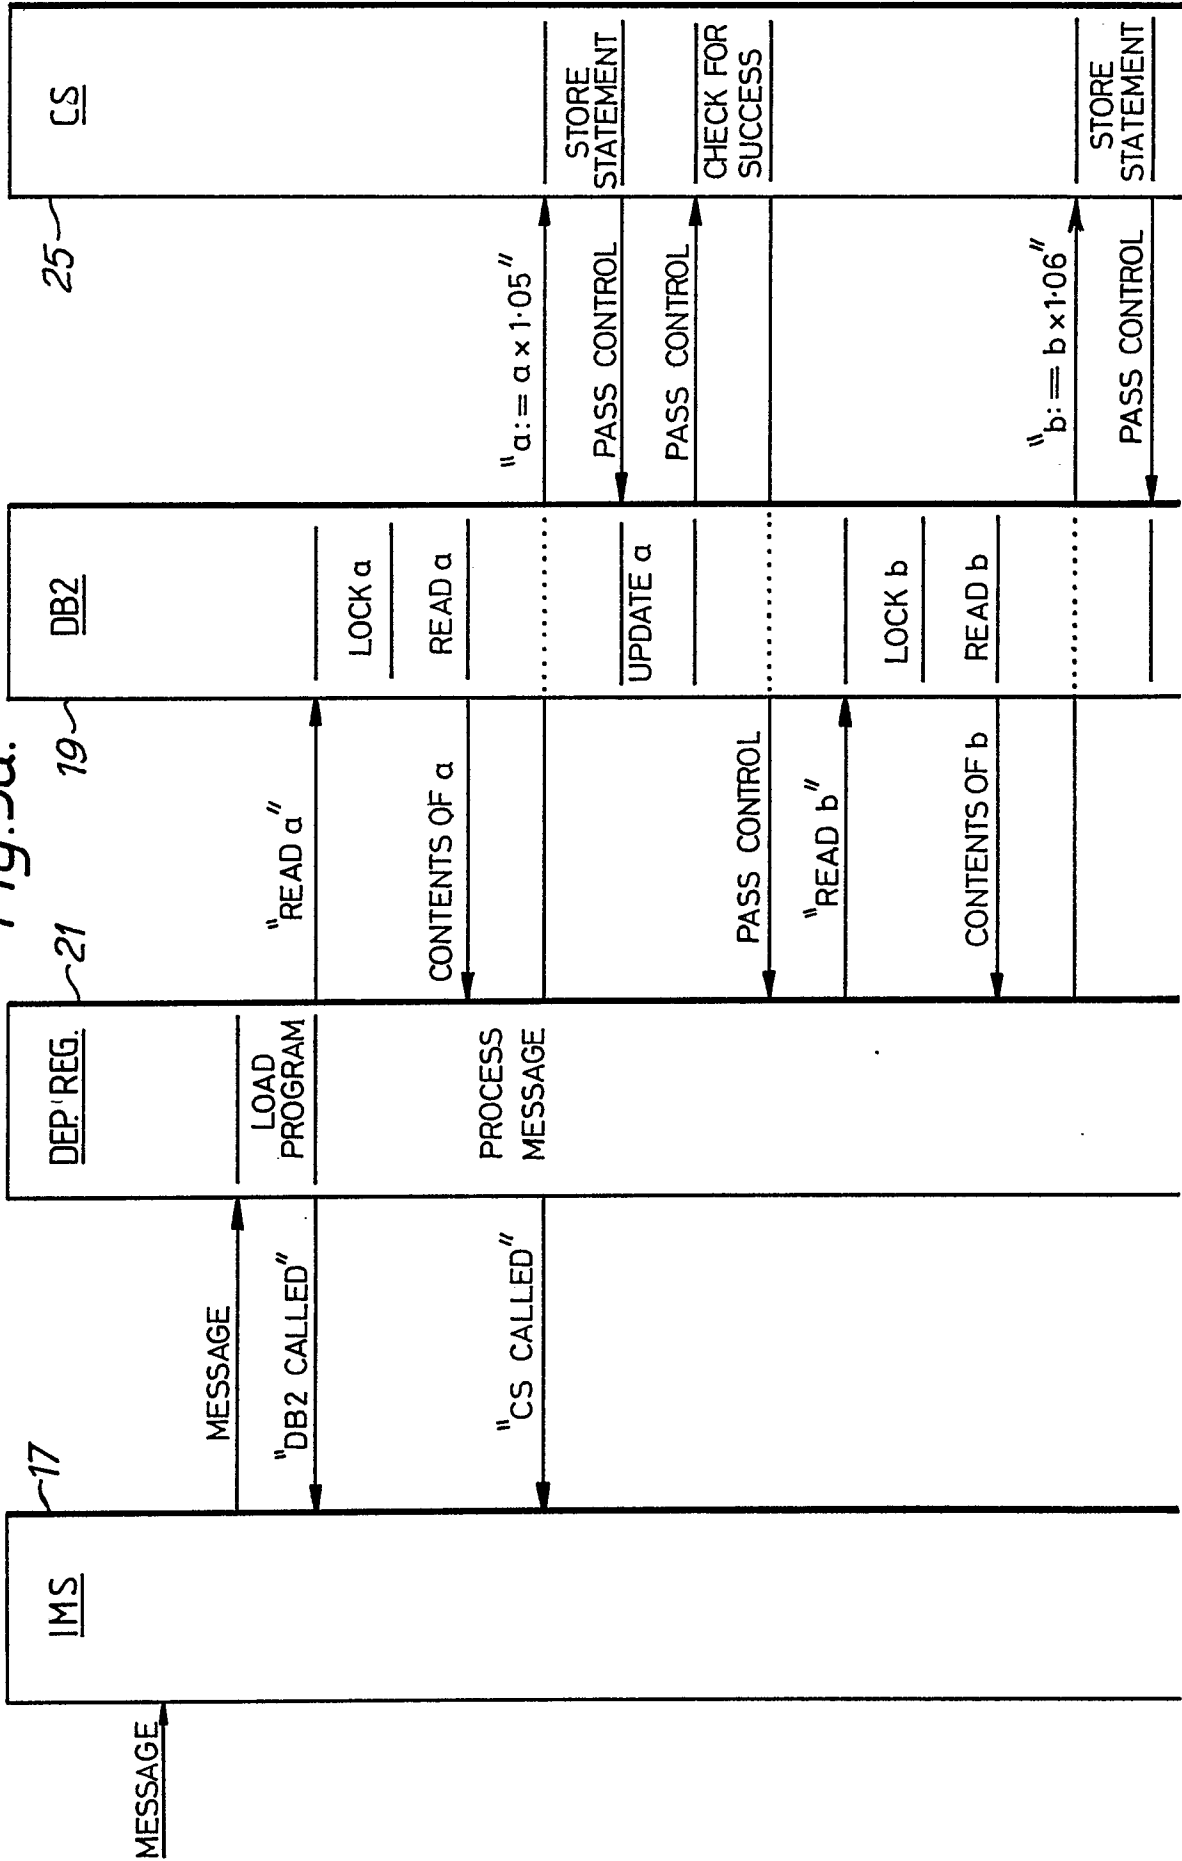 IMS
DEP. REG.
DB2
CS
17
21
19
25
MESSAGE
MESSAGE
LOAD
PROGRAM
"DB2 CALLED"
"READ a"
LOCK a
READ a
CONTENTS OF a
PROCESS
MESSAGE
"CS CALLED"
"a:= a × 1·05"
STORE
STATEMENT
PASS CONTROL
UPDATE a
PASS CONTROL
CHECK FOR
SUCCESS
PASS CONTROL
"READ b"
LOCK b
READ b
CONTENTS OF b
"b:= b × 1·06"
STORE
STATEMENT
PASS CONTROL